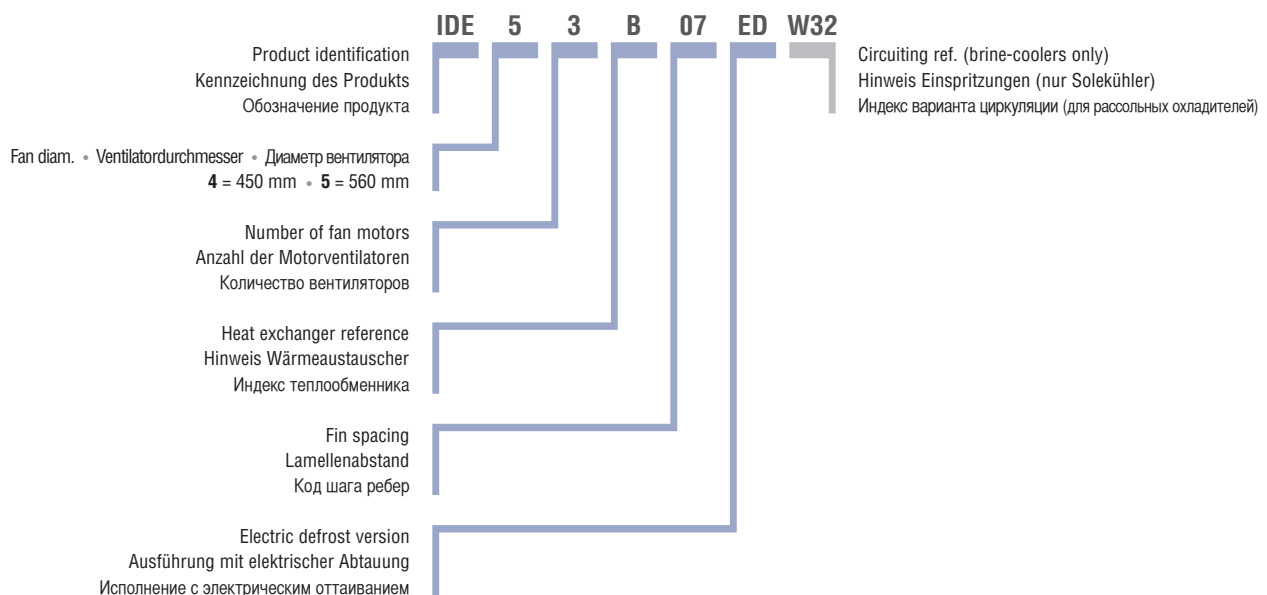 IDE 5 3 B 07 ED W32
Product identification
Kennzeichnung des Produkts
Обозначение продукта
Circuiting ref. (brine-coolers only)
Hinweis Einspritzungen (nur Solekühler)
Индекс варианта циркуляции (для рассольных охладителей)
Fan diam. • Ventilatordurchmesser • Диаметр вентилятора
4 = 450 mm • 5 = 560 mm
Number of fan motors
Anzahl der Motorventilatoren
Количество вентиляторов
Heat exchanger reference
Hinweis Wärmeaustauscher
Индекс теплообменника
Fin spacing
Lamellenabstand
Код шага ребер
Electric defrost version
Ausführung mit elektrischer Abtauung
Исполнение с электрическим оттаиванием